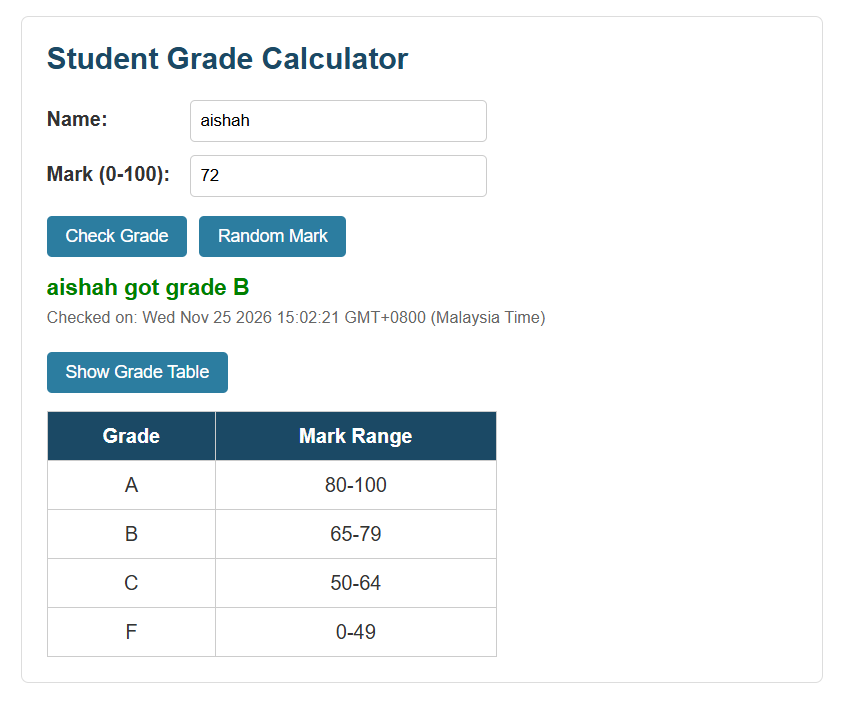 Student Grade Calculator
Name: aishah
Mark (0-100): 72
Check Grade Random Mark
aishah got grade B
Checked on: Wed Nov 25 2026 15:02:21 GMT+0800 (Malaysia Time)
Show Grade Table
Grade Mark Range
A 80-100
B 65-79
C 50-64
F 0-49